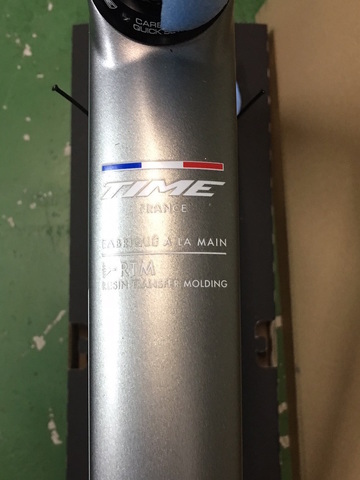 CARB
QUICK
TIME
FRANCE
FABRIQUÉ À LA MAIN
RTM
RESIN TRANSFER MOLDING